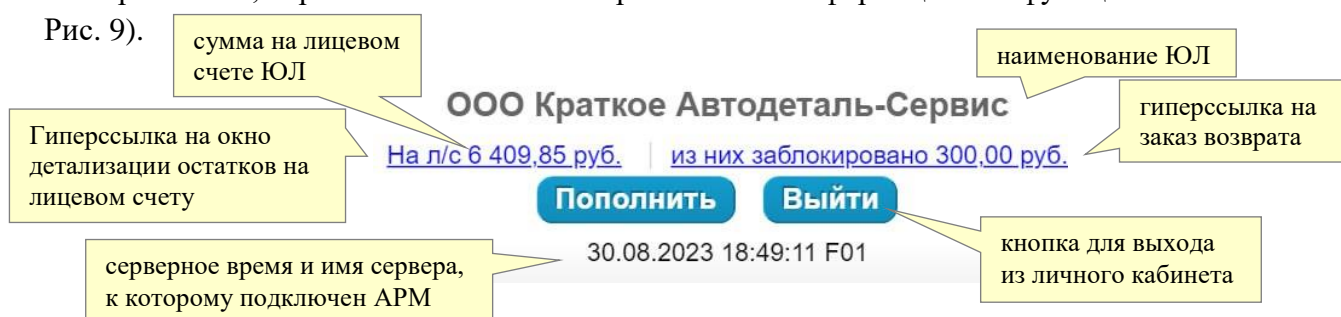 Рис. 9).
сумма на лицевом
счете ЮЛ
наименование ЮЛ
ООО Краткое Автодеталь-Сервис
гиперссылка на
заказ возврата
Гиперссылка на окно
детализации остатков на
лицевом счету
На л/с 6 409,85 руб. из них заблокировано 300,00 руб.
Пополнить Выйти
30.08.2023 18:49:11 F01
кнопка для выхода
из личного кабинета
серверное время и имя сервера,
к которому подключен АРМ